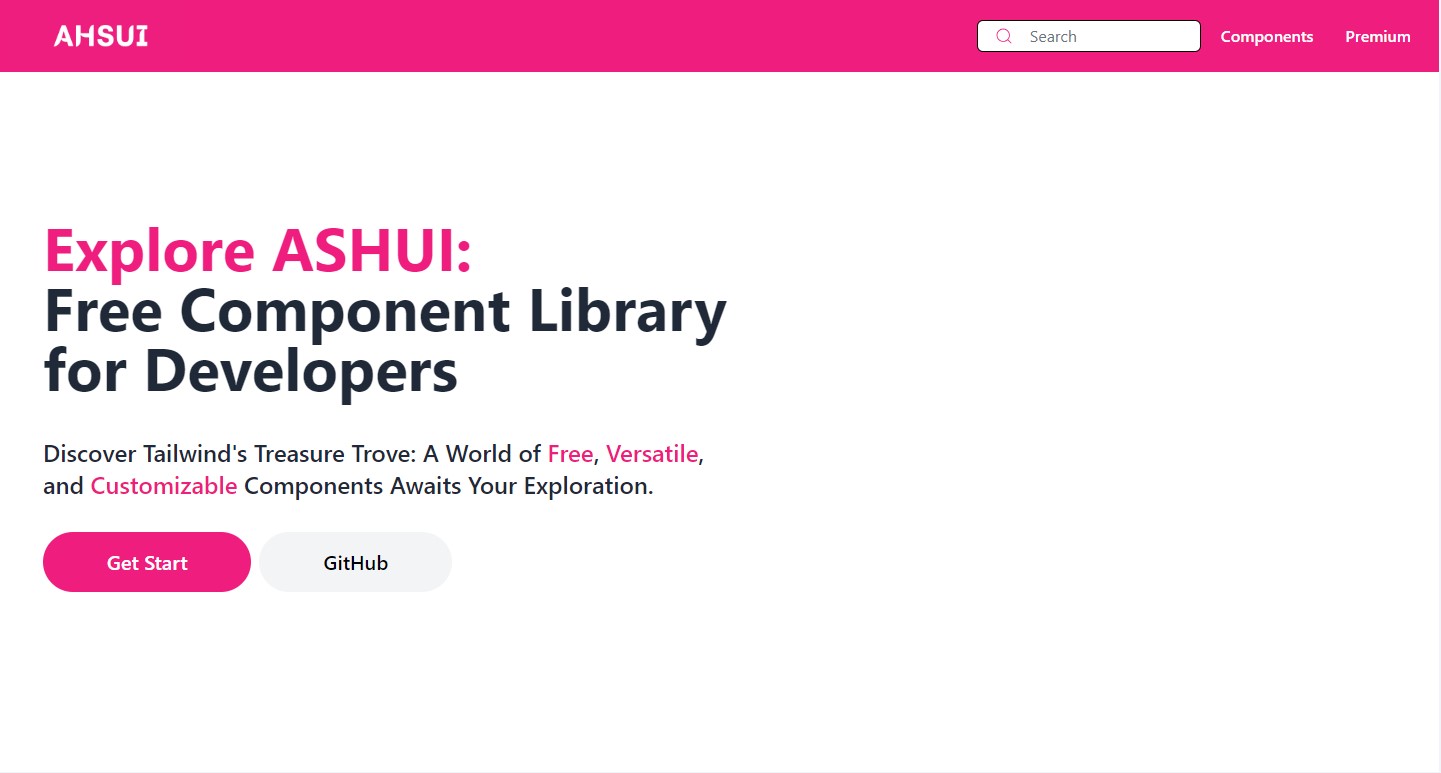 AHSUI
Search
Components
Premium
Explore ASHUI:
Free Component Library
for Developers
Discover Tailwind's Treasure Trove: A World of Free, Versatile,
and Customizable Components Awaits Your Exploration.
Get Start
GitHub